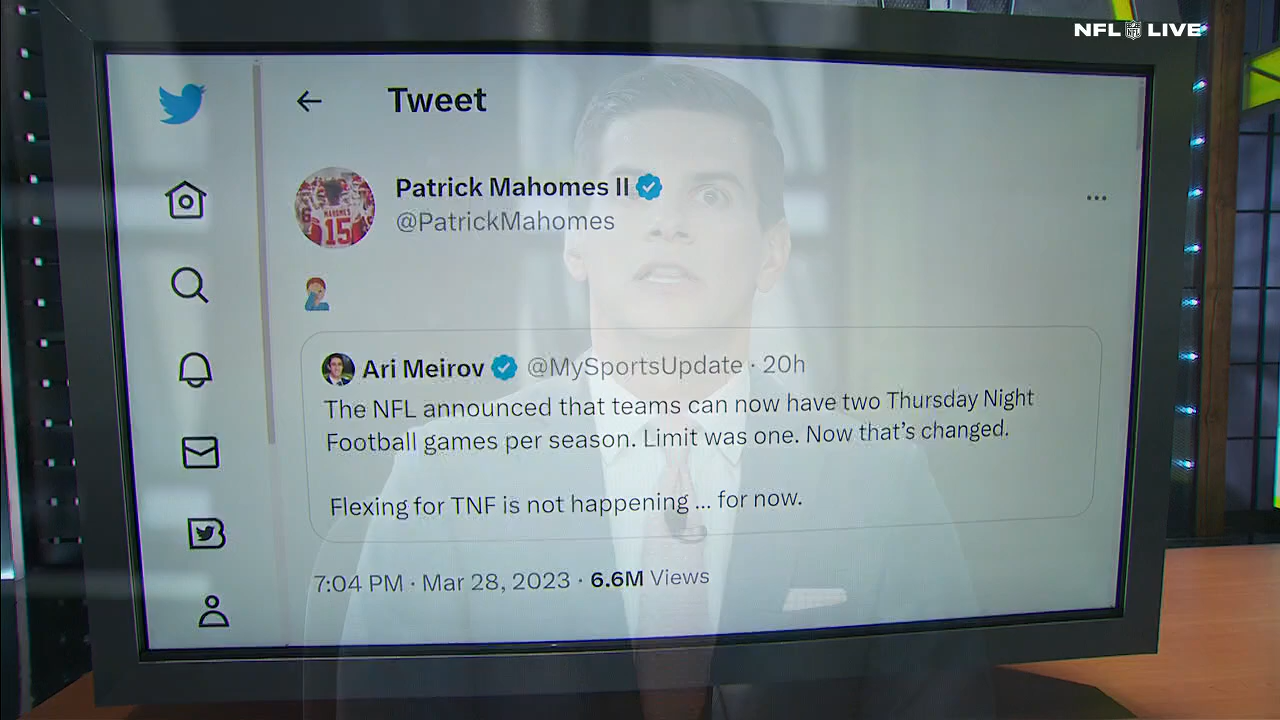 NFL LIVE
Tweet
Patrick Mahomes II
@PatrickMahomes
MAHOMES
15
Ari Meirov @MySportsUpdate · 20h
The NFL announced that teams can now have two Thursday Night
Football games per season. Limit was one. Now that’s changed.
Flexing for TNF is not happening ... for now.
7:04 PM · Mar 28, 2023 · 6.6M Views